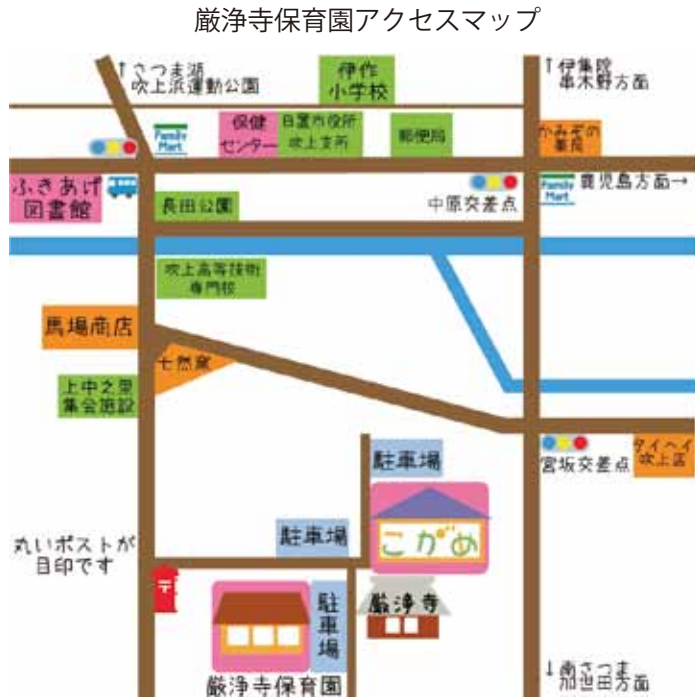 厳浄寺保育園アクセスマップ
↑さつま湖
吹上浜運動公園
伊作
小学校
↑伊集院
串木野方面
Family
Mart
保健
センター
日置市役所
吹上支所
郵便局
かみぞの
薬局
ふきあげ
図書館
長田公園
中原交差点
Family
Mart
鹿児島方面→
吹上高等技術
専門校
馬場商店
七然窯
上中之里
集会施設
宮坂交差点
タイヘイ
吹上店
駐車場
こがめ
駐車場
丸いポストが
目印です
〒
駐車場
厳浄寺
厳浄寺保育園
↓南さつま
加世田方面